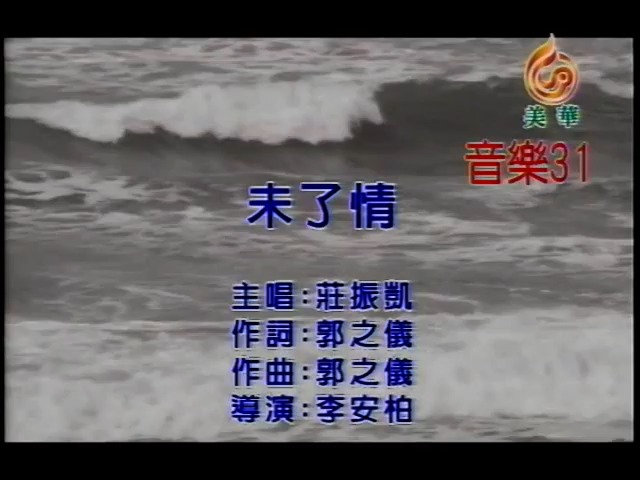 美華
音樂31
未了情
主唱:莊振凱
作詞:郭之儀
作曲:郭之儀
導演:李安柏